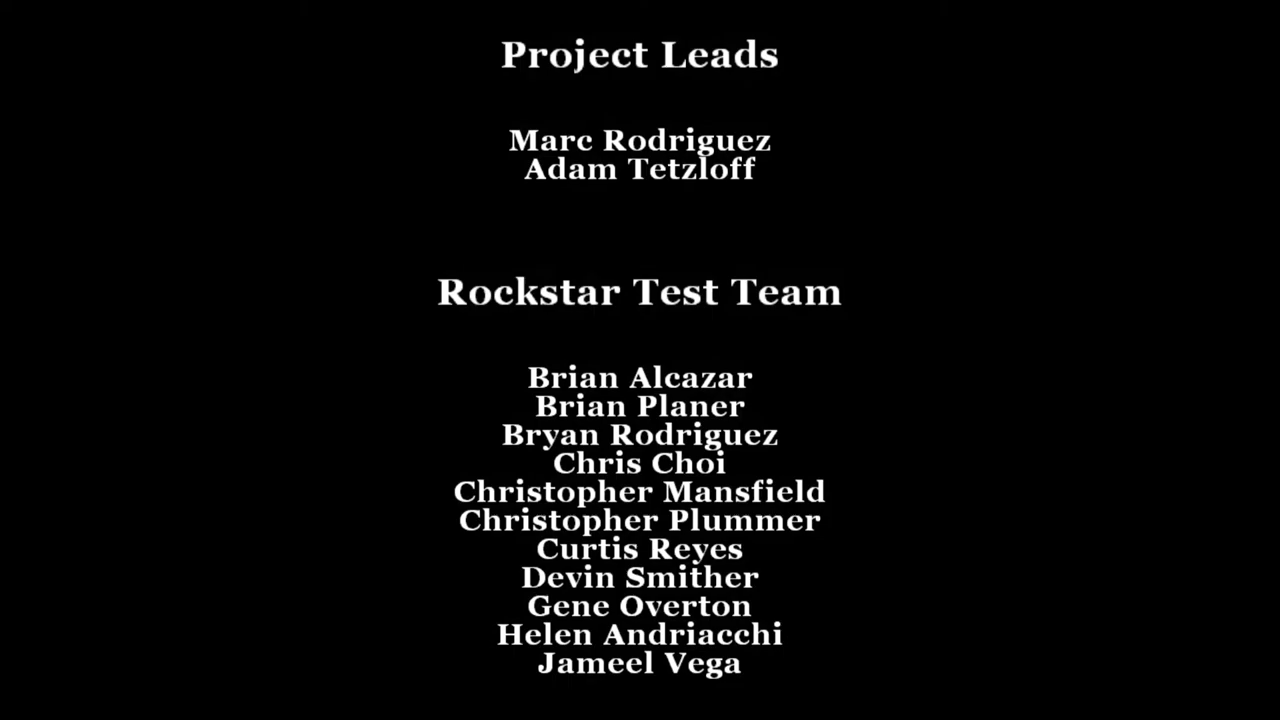 Project Leads
Marc Rodriguez
Adam Tetzloff
Rockstar Test Team
Brian Alcazar
Brian Planer
Bryan Rodriguez
Chris Choi
Christopher Mansfield
Christopher Plummer
Curtis Reyes
Devin Smither
Gene Overton
Helen Andriacchi
Jameel Vega